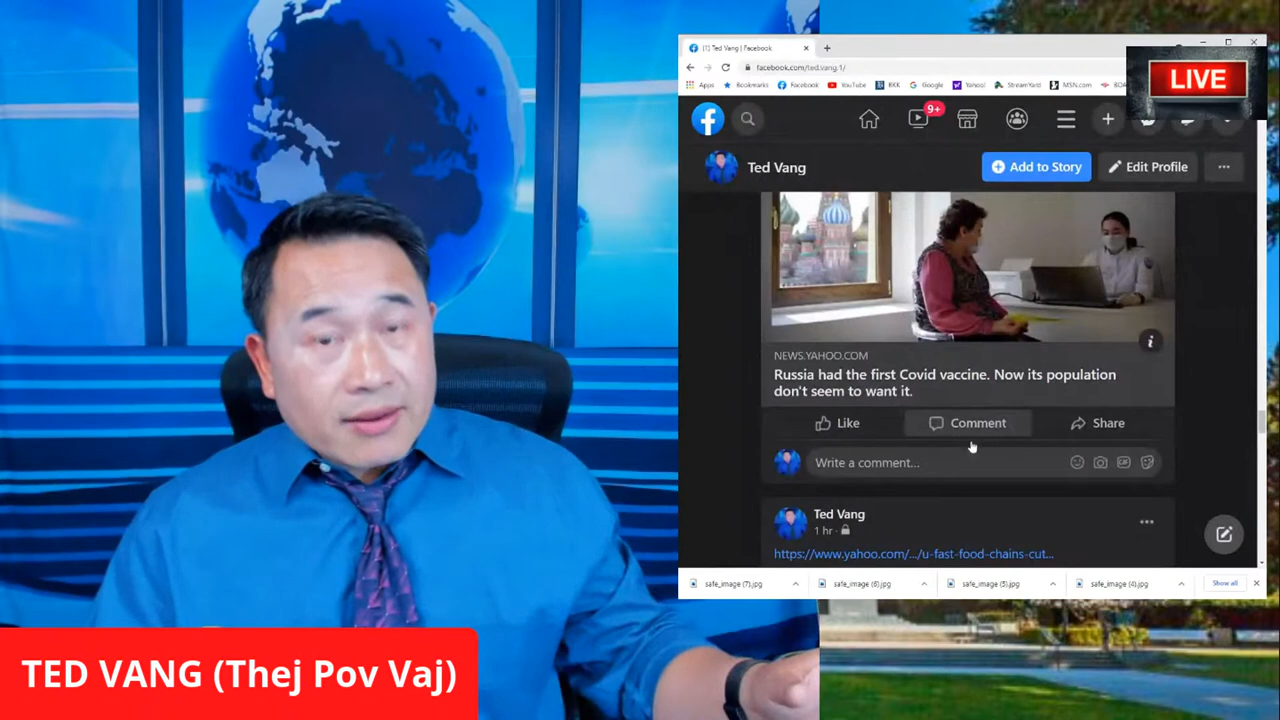 (1) Ted Vang | Facebook
facebook.com/ted.vang.1/
Apps
Bookmarks
Facebook
YouTube
BKK
Google
Yahoo!
StreamYard
MSN.com
LIVE
9+
Ted Vang
Add to Story
Edit Profile
NEWS.YAHOO.COM
Russia had the first Covid vaccine. Now its population
don't seem to want it.
Like
Comment
Share
Write a comment...
GIF
Ted Vang
1 hr ·
https://www.yahoo.com/.../u-fast-food-chains-cut...
safe_image (7).jpg
safe_image (6).jpg
safe_image (5).jpg
safe_image (4).jpg
Show all
TED VANG (Thej Pov Vaj)